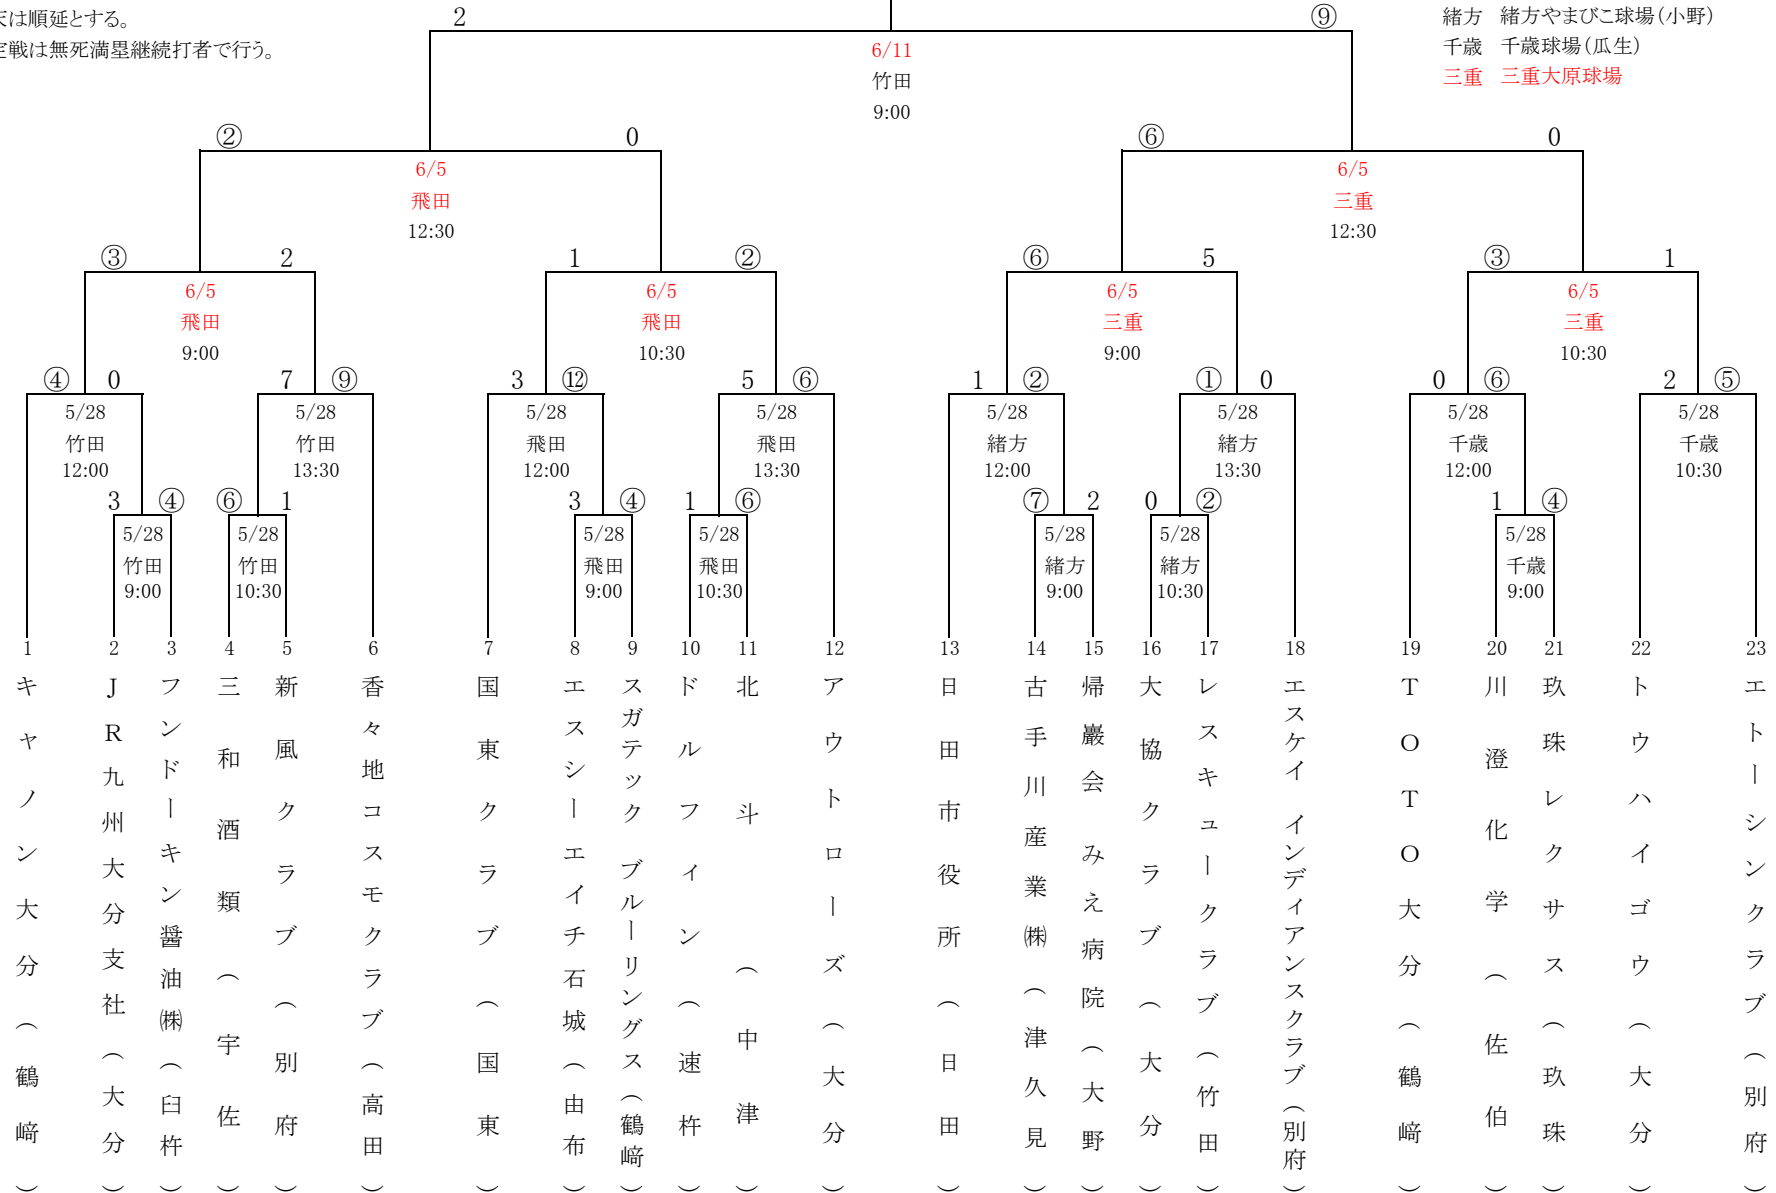 天は順延とする。
定戦は無死満塁継続打者で行う。
緒方 緒方やまびこ球場(小野)
千歳 千歳球場(瓜生)
三重 三重大原球場
2 ⑨
6/11
竹田
9:00
② 0 ⑥ 0
6/5 6/5
飛田 三重
12:30 12:30
③ 2 1 ② ⑥ 5 ③ 1
6/5 6/5 6/5 6/5
飛田 飛田 三重 三重
9:00 10:30 9:00 10:30
④ 0 7 ⑨ 3 ⑫ 5 ⑥ 1 ② ① 0 0 ⑥ 2 ⑤
5/28 5/28 5/28 5/28 5/28 5/28 5/28 5/28
竹田 竹田 飛田 飛田 緒方 緒方 千歳 千歳
12:00 13:30 12:00 13:30 12:00 13:30 12:00 10:30
3 ④ ⑥ 1 3 ④ 1 ⑥ ⑦ 2 0 ② 1 ④
5/28 5/28 5/28 5/28 5/28 5/28 5/28
竹田 竹田 飛田 飛田 緒方 緒方 千歳
9:00 10:30 9:00 10:30 9:00 10:30 9:00
1 2 3 4 5 6 7 8 9 10 11 12 13 14 15 16 17 18 19 20 21 22 23
キャノン大分(鶴崎)
JR九州大分支社(大分)
フンドーキン醤油㈱(臼杵)
三和酒類(宇佐)
新風クラブ(別府)
香々地コスモクラブ(高田)
国東クラブ(国東)
エスシーエイチ石城(由布)
スガテック ブルーリングス(鶴崎)
ドルフィン(速杵)
北斗(中津)
アウトローズ(大分)
日田市役所(日田)
古手川産業㈱(津久見)
帰巖会 みえ病院(大野)
大協クラブ(大分)
レスキュークラブ(竹田)
エスケイ インディアンスクラブ(別府)
TOTO大分(鶴崎)
川澄化学(佐伯)
玖珠レクサス(玖珠)
トウハイゴウ(大分)
エトーシンクラブ(別府)